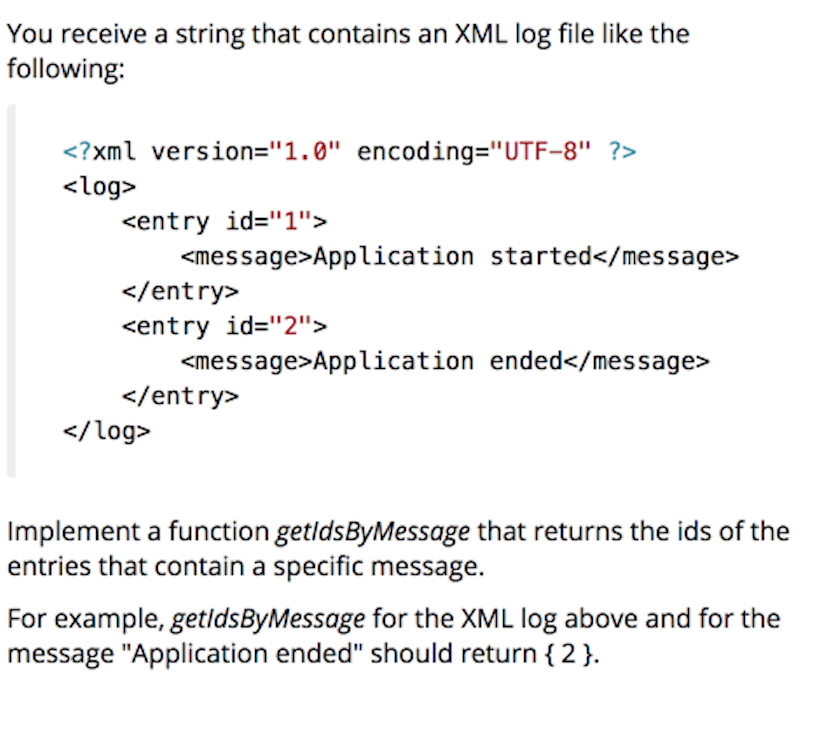 You receive a string that contains an XML log file like the
following:
<?xml version="1.0" encoding="UTF-8" ?>
<log>
    <entry id="1">
        <message>Application started</message>
    </entry>
    <entry id="2">
        <message>Application ended</message>
    </entry>
</log>
Implement a function getIdsByMessage that returns the ids of the
entries that contain a specific message.
For example, getIdsByMessage for the XML log above and for the
message "Application ended" should return { 2 }.